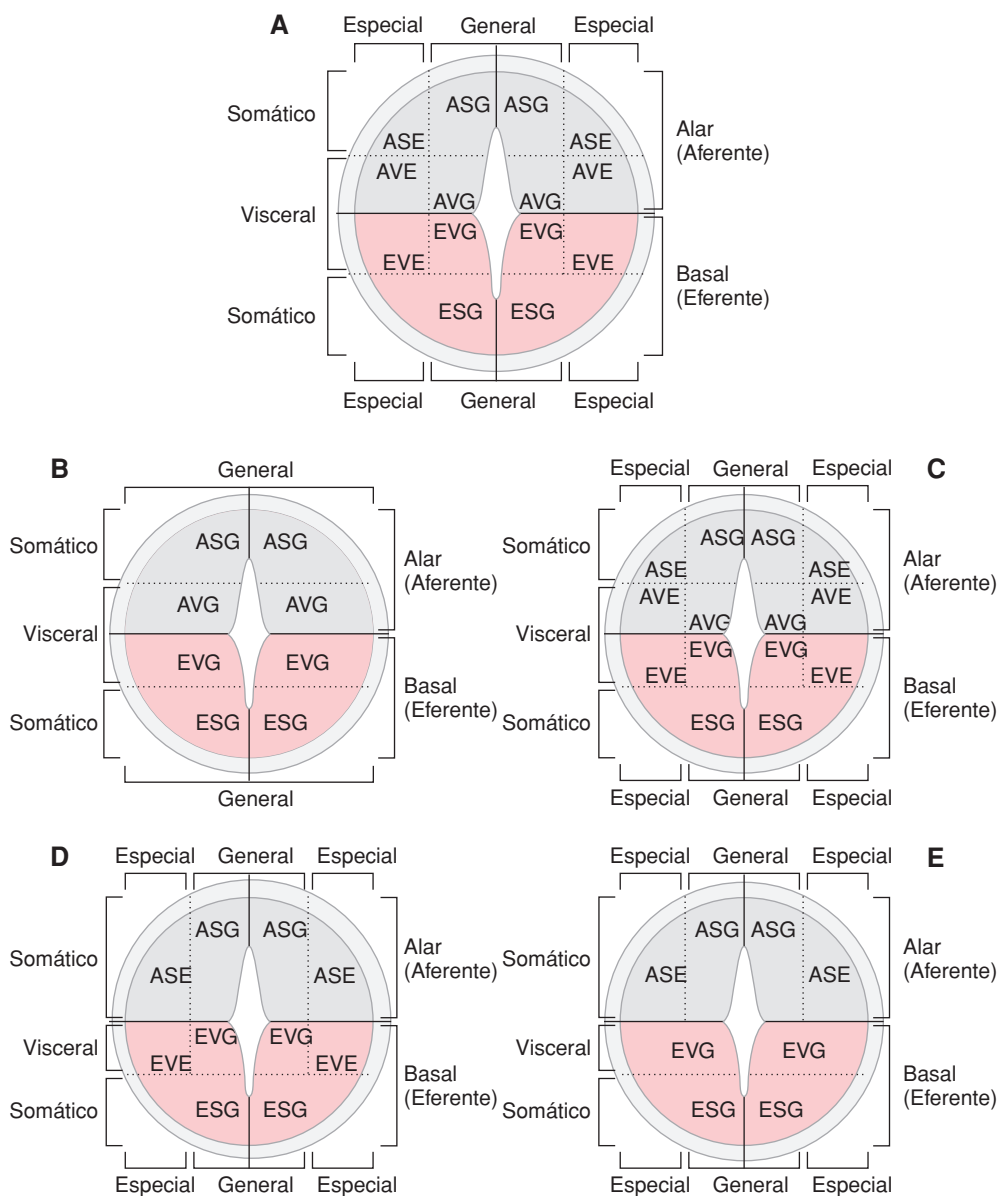 A
Especial General Especial
Somático
ASG ASG
Alar
(Aferente)
ASE ASE
AVE AVE
Visceral
AVG AVG
EVG EVG
EVE EVE
Basal
(Eferente)
Somático
ESG ESG
Especial General Especial
B
General
Somático
ASG ASG
Alar
(Aferente)
AVG AVG
Visceral
EVG EVG
Basal
(Eferente)
Somático
ESG ESG
General
C
Especial General Especial
Somático
ASG ASG
Alar
(Aferente)
ASE ASE
AVE AVE
AVG AVG
Visceral
EVG EVG
EVE EVE
Basal
(Eferente)
Somático
ESG ESG
Especial General Especial
D
Especial General Especial
Somático
ASG ASG
Alar
(Aferente)
ASE ASE
Visceral
EVG EVG
EVE EVE
Basal
(Eferente)
Somático
ESG ESG
Especial General Especial
E
Especial General Especial
Somático
ASG ASG
Alar
(Aferente)
ASE ASE
Visceral
EVG EVG
Basal
(Eferente)
Somático
ESG ESG
Especial General Especial